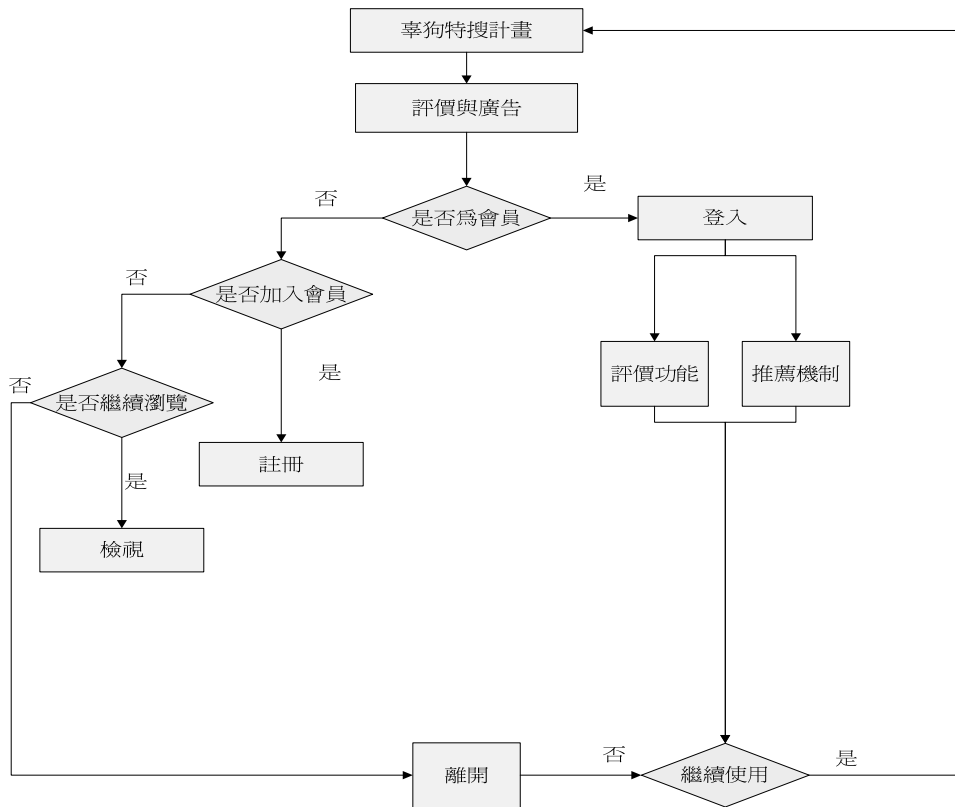 辜狗特搜計畫
評價與廣告
是否為會員
否
是
登入
是否加入會員
否
是
評價功能
推薦機制
是否繼續瀏覽
否
是
註冊
檢視
離開
否
繼續使用
是